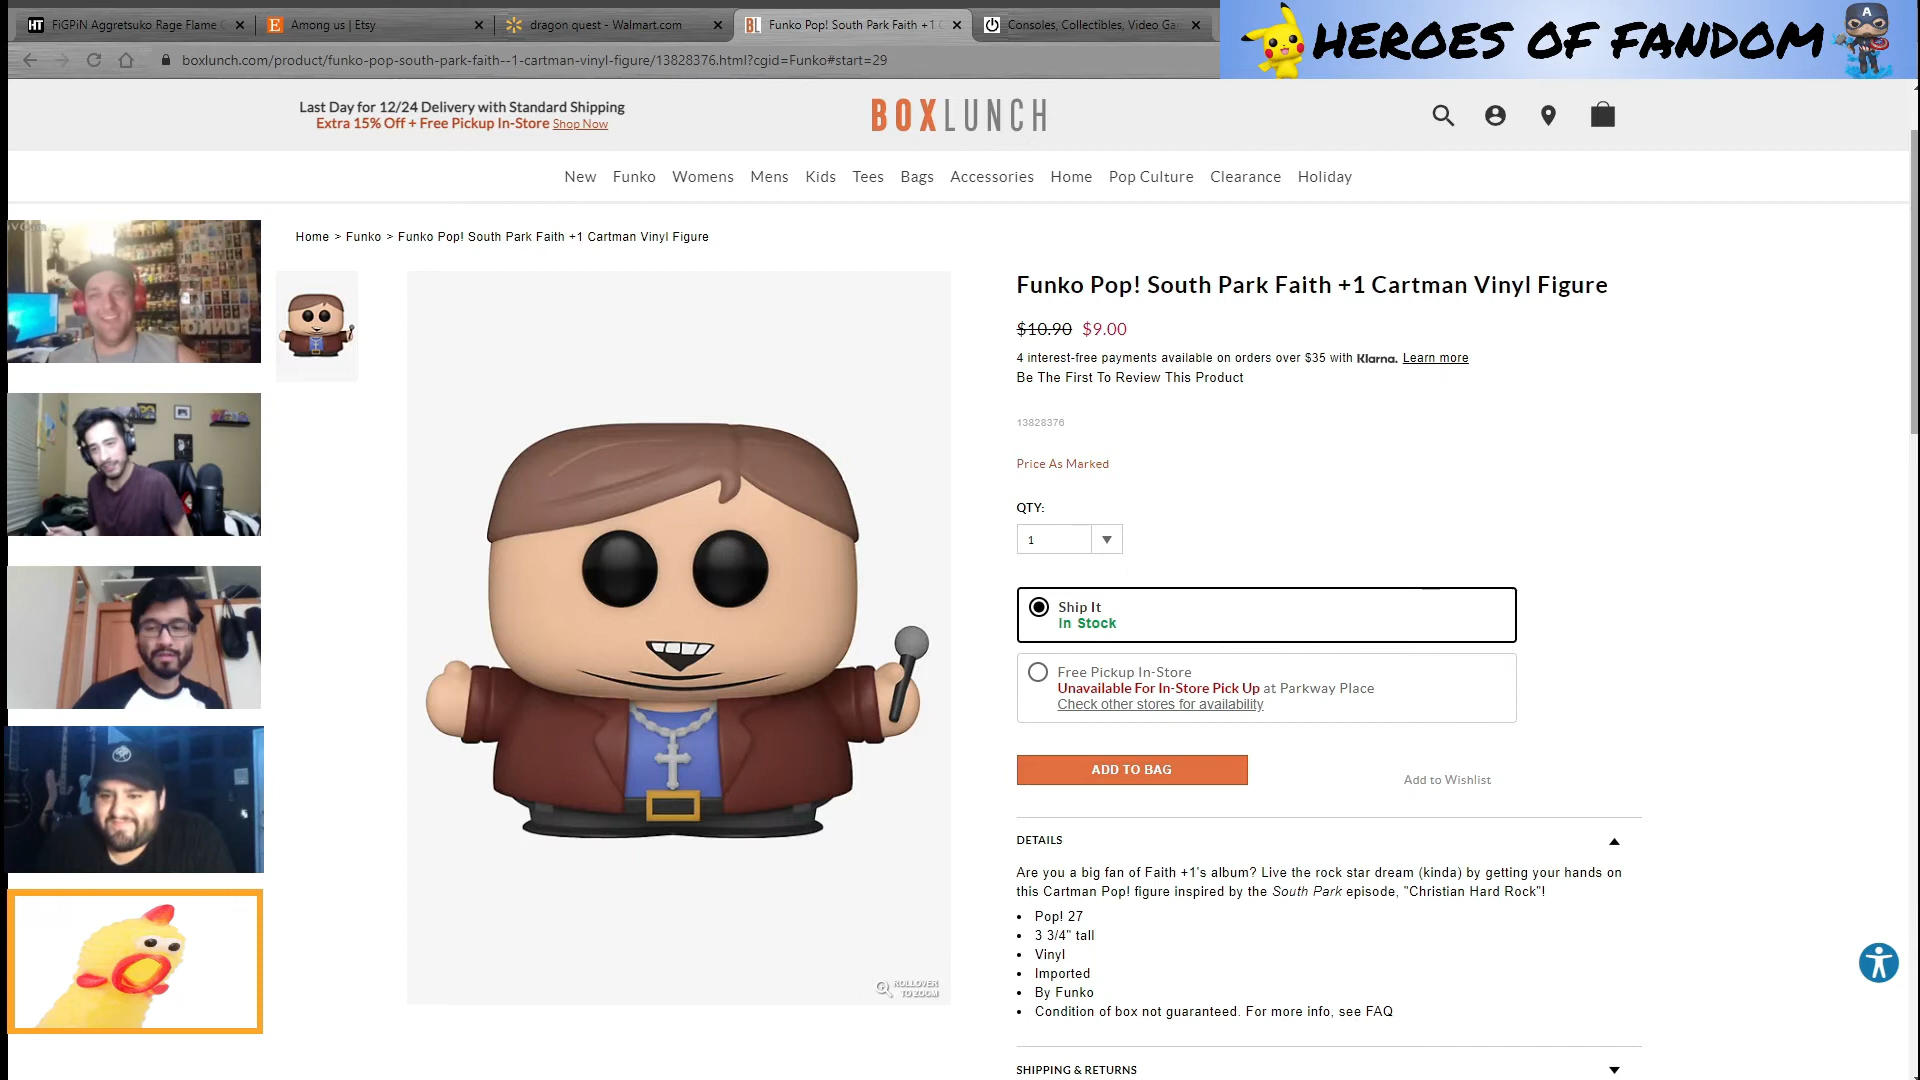 FiGPiN Aggretsuko Rage Flame
Among us | Etsy
dragon quest - Walmart.com
Funko Pop! South Park Faith +1 C
Consoles, Collectibles, Video Ga
HEROES OF FANDOM
boxlunch.com/product/funko-pop-south-park-faith--1-cartman-vinyl-figure/13828376.html?cgid=Funko#start=29
Last Day for 12/24 Delivery with Standard Shipping
Extra 15% Off + Free Pickup In-Store Shop Now
BOXLUNCH
New Funko Womens Mens Kids Tees Bags Accessories Home Pop Culture Clearance Holiday
Home > Funko > Funko Pop! South Park Faith +1 Cartman Vinyl Figure
Funko Pop! South Park Faith +1 Cartman Vinyl Figure
$10.90 $9.00
4 interest-free payments available on orders over $35 with Klarna. Learn more
Be The First To Review This Product
13828376
Price As Marked
QTY:
1
Ship It
In Stock
Free Pickup In-Store
Unavailable For In-Store Pick Up at Parkway Place
Check other stores for availability
ADD TO BAG
Add to Wishlist
DETAILS
Are you a big fan of Faith +1's album? Live the rock star dream (kinda) by getting your hands on
this Cartman Pop! figure inspired by the South Park episode, "Christian Hard Rock"!
Pop! 27
3 3/4" tall
Vinyl
Imported
By Funko
Condition of box not guaranteed. For more info, see FAQ
ROLLOVER
TO ZOOM
SHIPPING & RETURNS